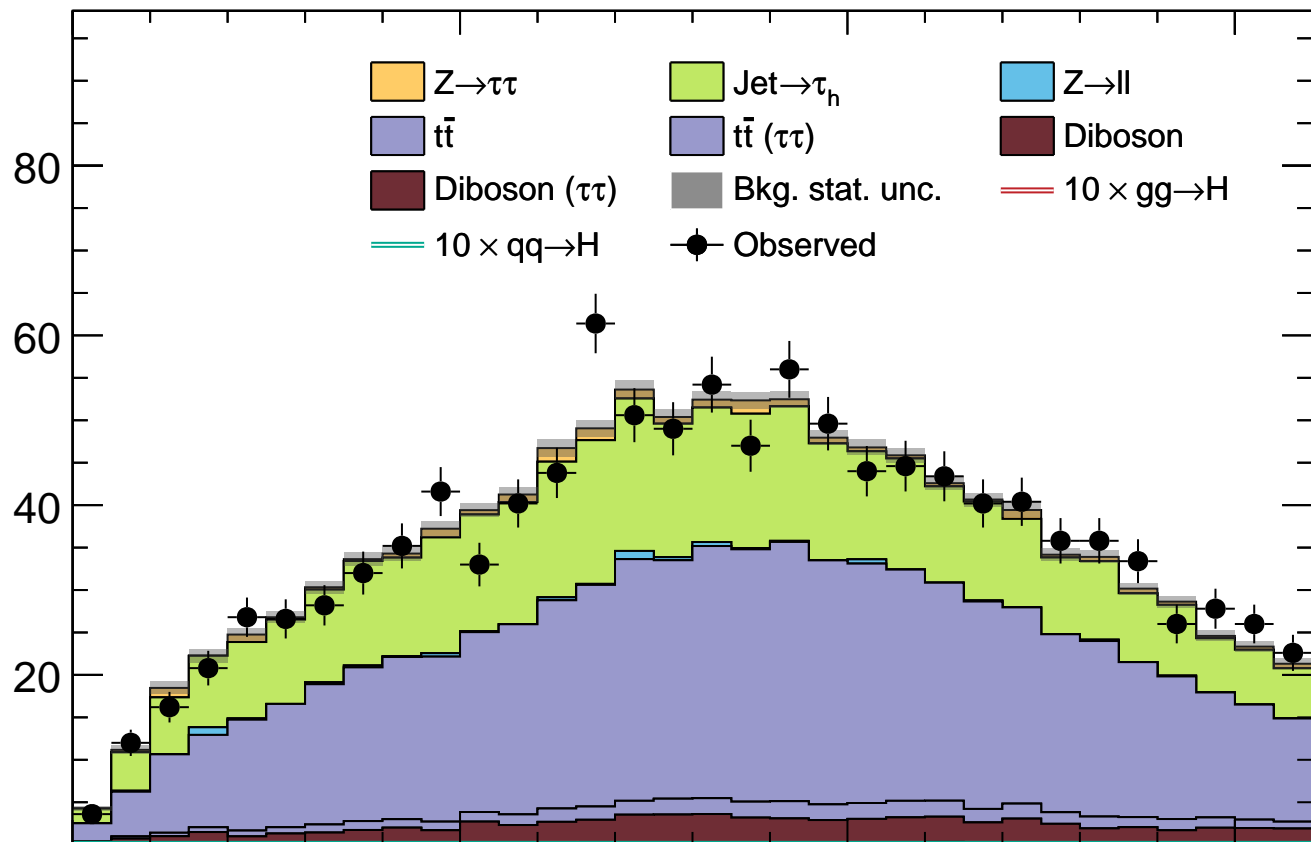 Z→ττ Jet→τₕ Z→ll
tt̄ tt̄ (ττ) Diboson
Diboson (ττ) Bkg. stat. unc. 10 × gg→H
10 × qq→H Observed
80
60
40
20